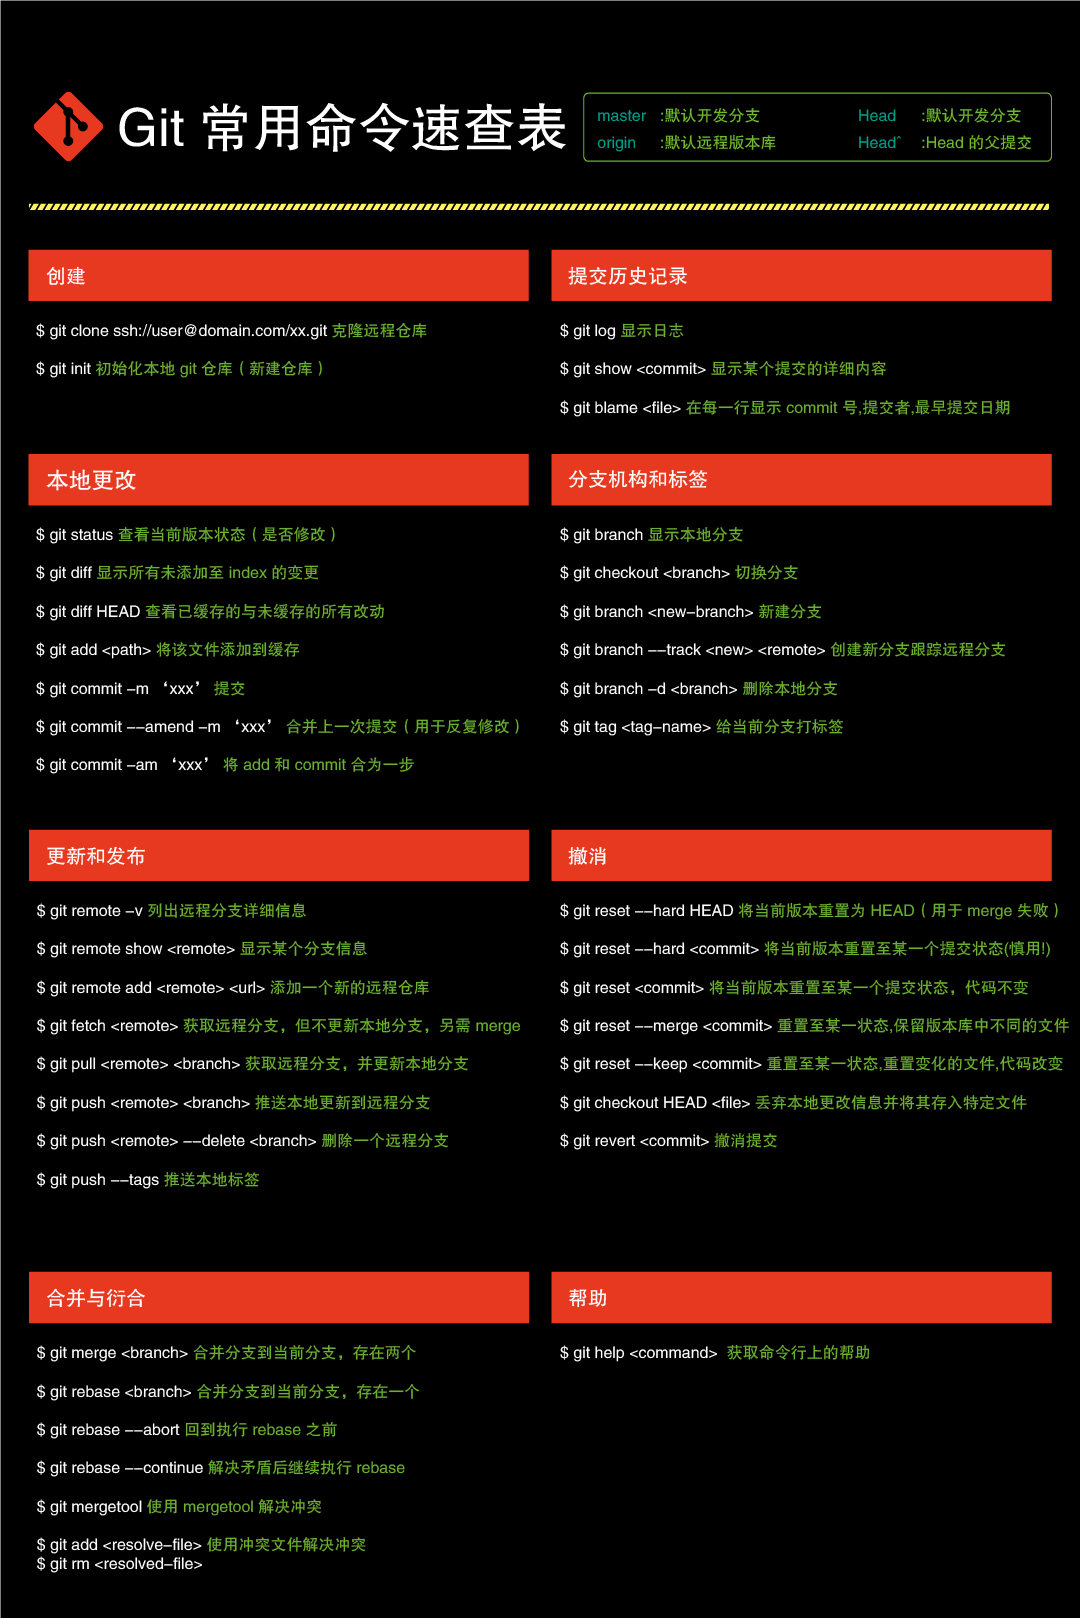 Git 常用命令速查表
master :默认开发分支 Head :默认开发分支
origin :默认远程版本库 Head^ :Head 的父提交
创建
$ git clone ssh://user@domain.com/xx.git 克隆远程仓库
$ git init 初始化本地 git 仓库（新建仓库）
提交历史记录
$ git log 显示日志
$ git show <commit> 显示某个提交的详细内容
$ git blame <file> 在每一行显示 commit 号,提交者,最早提交日期
本地更改
$ git status 查看当前版本状态（是否修改）
$ git diff 显示所有未添加至 index 的变更
$ git diff HEAD 查看已缓存的与未缓存的所有改动
$ git add <path> 将该文件添加到缓存
$ git commit -m ‘xxx’ 提交
$ git commit --amend -m ‘xxx’ 合并上一次提交（用于反复修改）
$ git commit -am ‘xxx’ 将 add 和 commit 合为一步
分支机构和标签
$ git branch 显示本地分支
$ git checkout <branch> 切换分支
$ git branch <new-branch> 新建分支
$ git branch --track <new> <remote> 创建新分支跟踪远程分支
$ git branch -d <branch> 删除本地分支
$ git tag <tag-name> 给当前分支打标签
更新和发布
$ git remote -v 列出远程分支详细信息
$ git remote show <remote> 显示某个分支信息
$ git remote add <remote> <url> 添加一个新的远程仓库
$ git fetch <remote> 获取远程分支，但不更新本地分支，另需 merge
$ git pull <remote> <branch> 获取远程分支，并更新本地分支
$ git push <remote> <branch> 推送本地更新到远程分支
$ git push <remote> --delete <branch> 删除一个远程分支
$ git push --tags 推送本地标签
撤消
$ git reset --hard HEAD 将当前版本重置为 HEAD（用于 merge 失败）
$ git reset --hard <commit> 将当前版本重置至某一个提交状态(慎用!)
$ git reset <commit> 将当前版本重置至某一个提交状态，代码不变
$ git reset --merge <commit> 重置至某一状态,保留版本库中不同的文件
$ git reset --keep <commit> 重置至某一状态,重置变化的文件,代码改变
$ git checkout HEAD <file> 丢弃本地更改信息并将其存入特定文件
$ git revert <commit> 撤消提交
合并与衍合
$ git merge <branch> 合并分支到当前分支，存在两个
$ git rebase <branch> 合并分支到当前分支，存在一个
$ git rebase --abort 回到执行 rebase 之前
$ git rebase --continue 解决矛盾后继续执行 rebase
$ git mergetool 使用 mergetool 解决冲突
$ git add <resolve-file> 使用冲突文件解决冲突
$ git rm <resolved-file>
帮助
$ git help <command> 获取命令行上的帮助